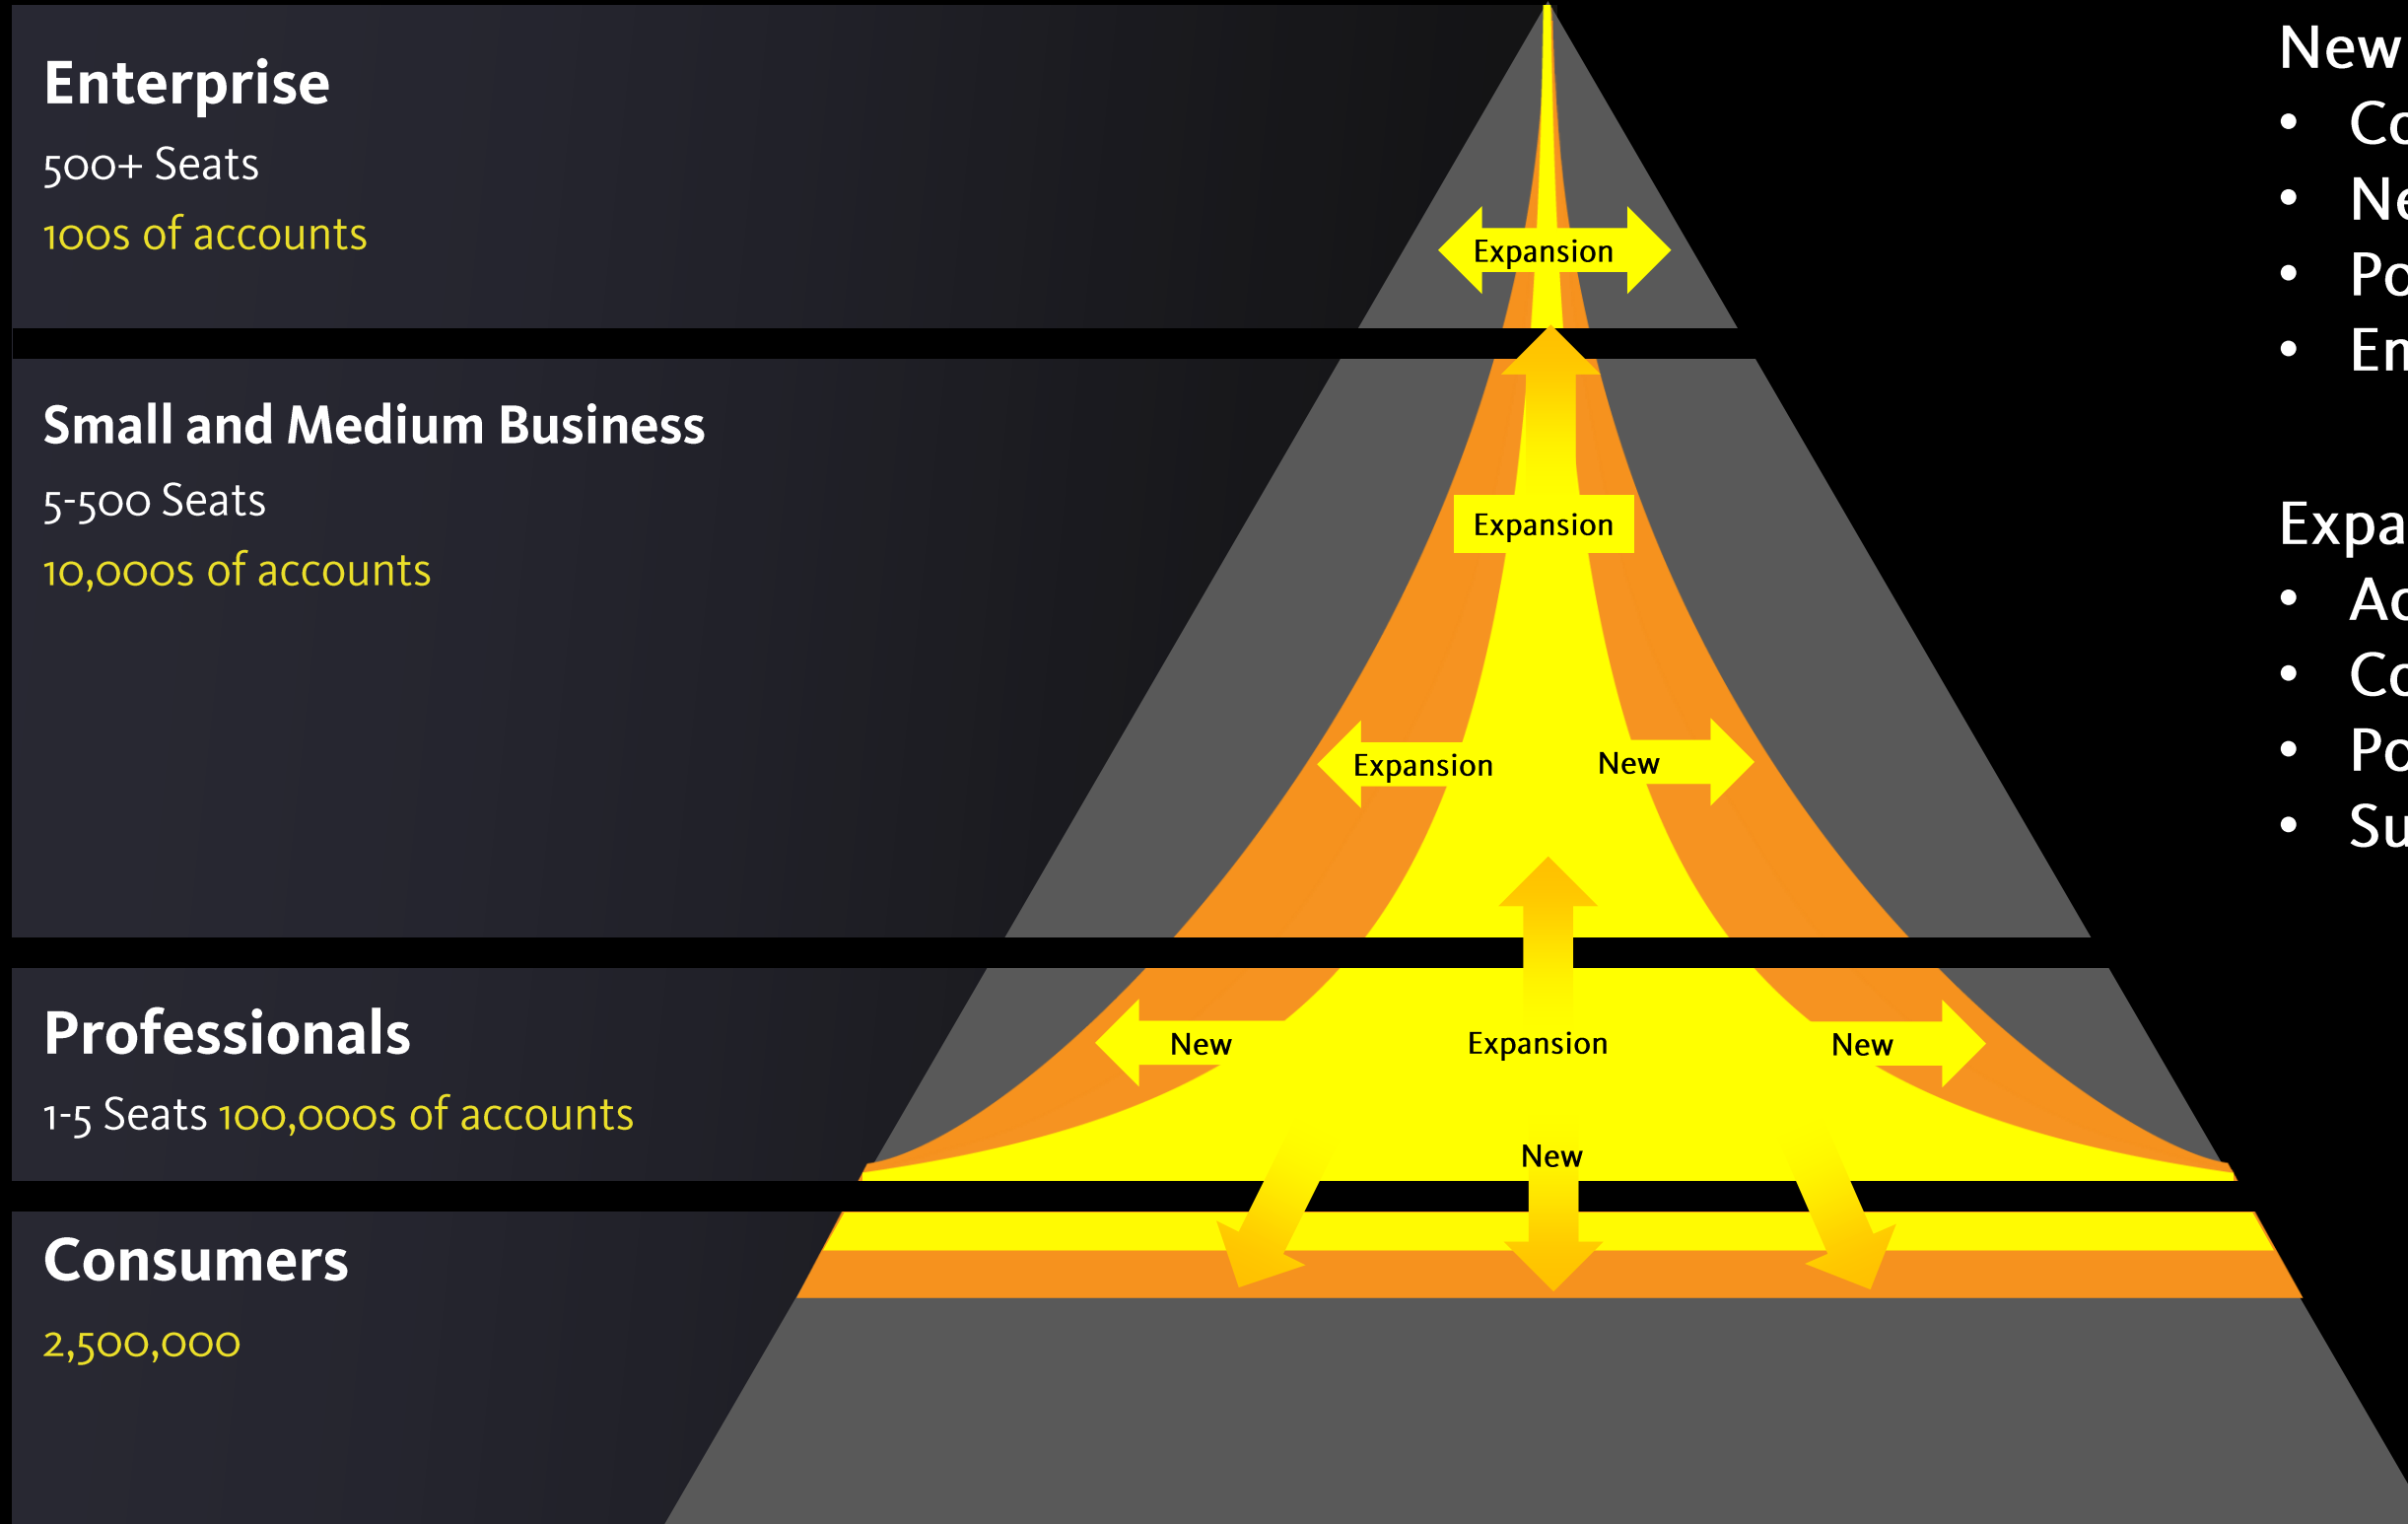 Enterprise
500+ Seats
100s of accounts
Small and Medium Business
5-500 Seats
10,000s of accounts
Professionals
1-5 Seats 100,000s of accounts
Consumers
2,500,000
Expansion
Expansion
Expansion New
New Expansion New
New
New